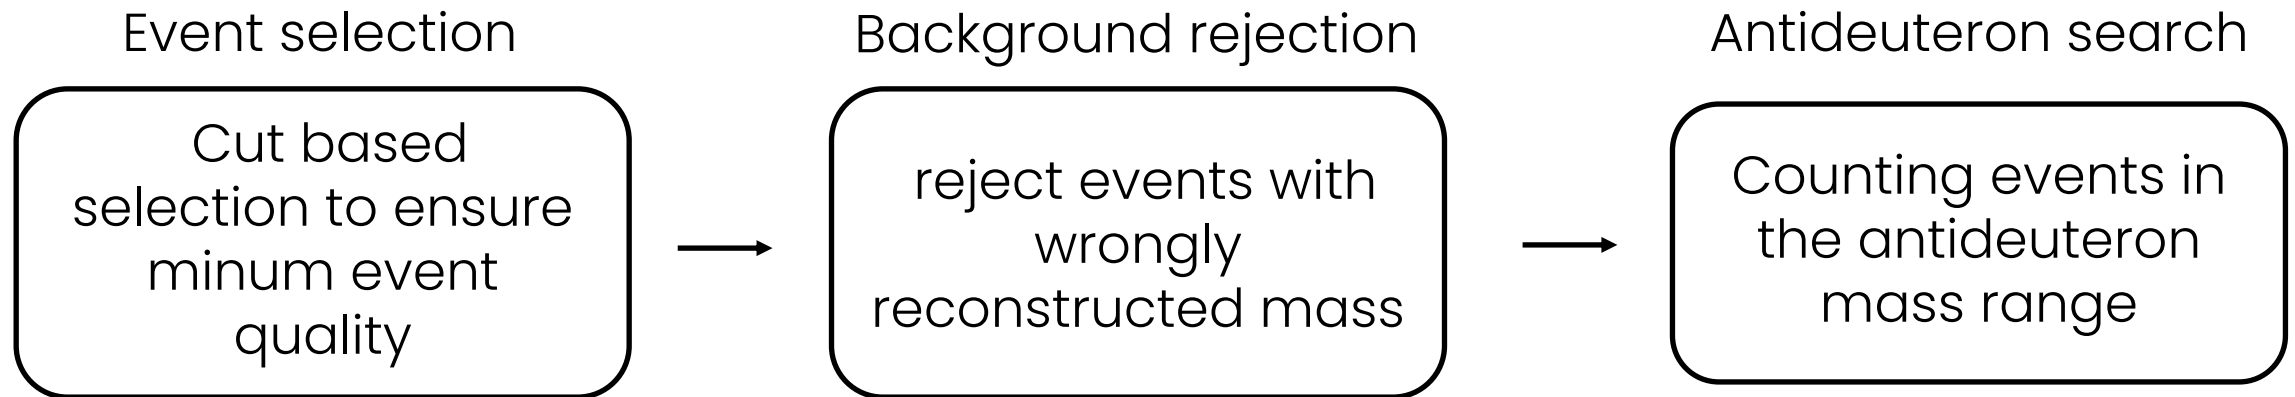 Event selection
Cut based
selection to ensure
minum event
quality
Background rejection
reject events with
wrongly
reconstructed mass
Antideuteron search
Counting events in
the antideuteron
mass range